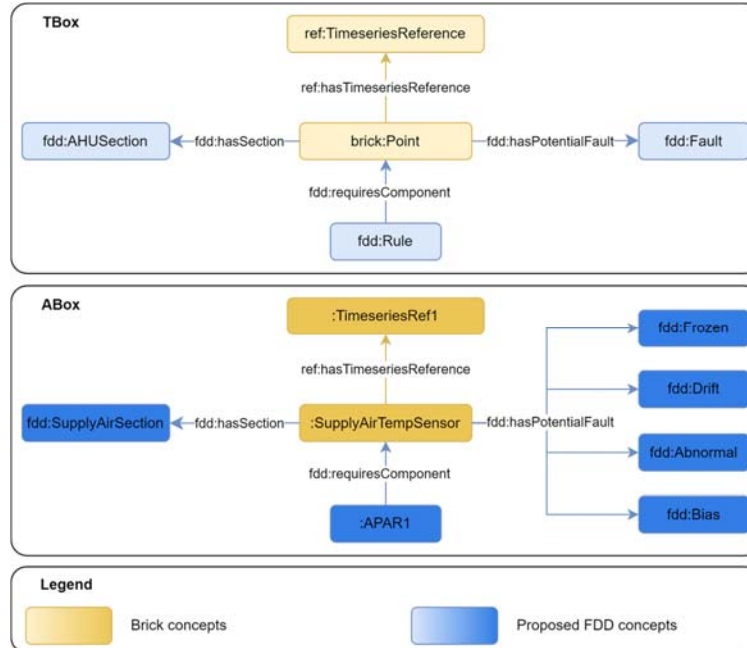 TBox
ref:TimeseriesReference
ref:hasTimeseriesReference
fdd:AHUSection
fdd:hasSection
brick:Point
fdd:hasPotentialFault
fdd:Fault
fdd:requiresComponent
fdd:Rule
ABox
:TimeseriesRef1
fdd:Frozen
ref:hasTimeseriesReference
fdd:Drift
fdd:SupplyAirSection
fdd:hasSection
:SupplyAirTempSensor
fdd:hasPotentialFault
fdd:Abnormal
fdd:requiresComponent
:APAR1
fdd:Bias
Legend
Brick concepts
Proposed FDD concepts